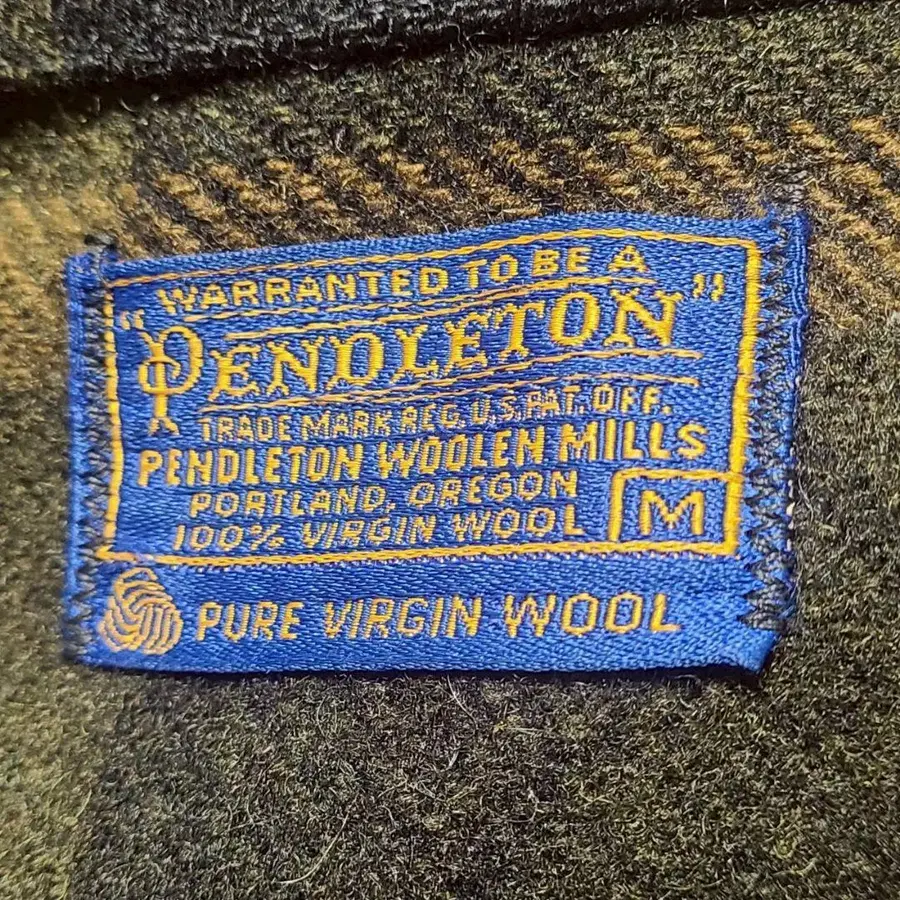 WARRANTED TO BE A
"PENDLETON"
TRADE MARK REG. U.S. PAT. OFF.
PENDLETON WOOLEN MILLS
PORTLAND, OREGON
100% VIRGIN WOOL
M
PURE VIRGIN WOOL